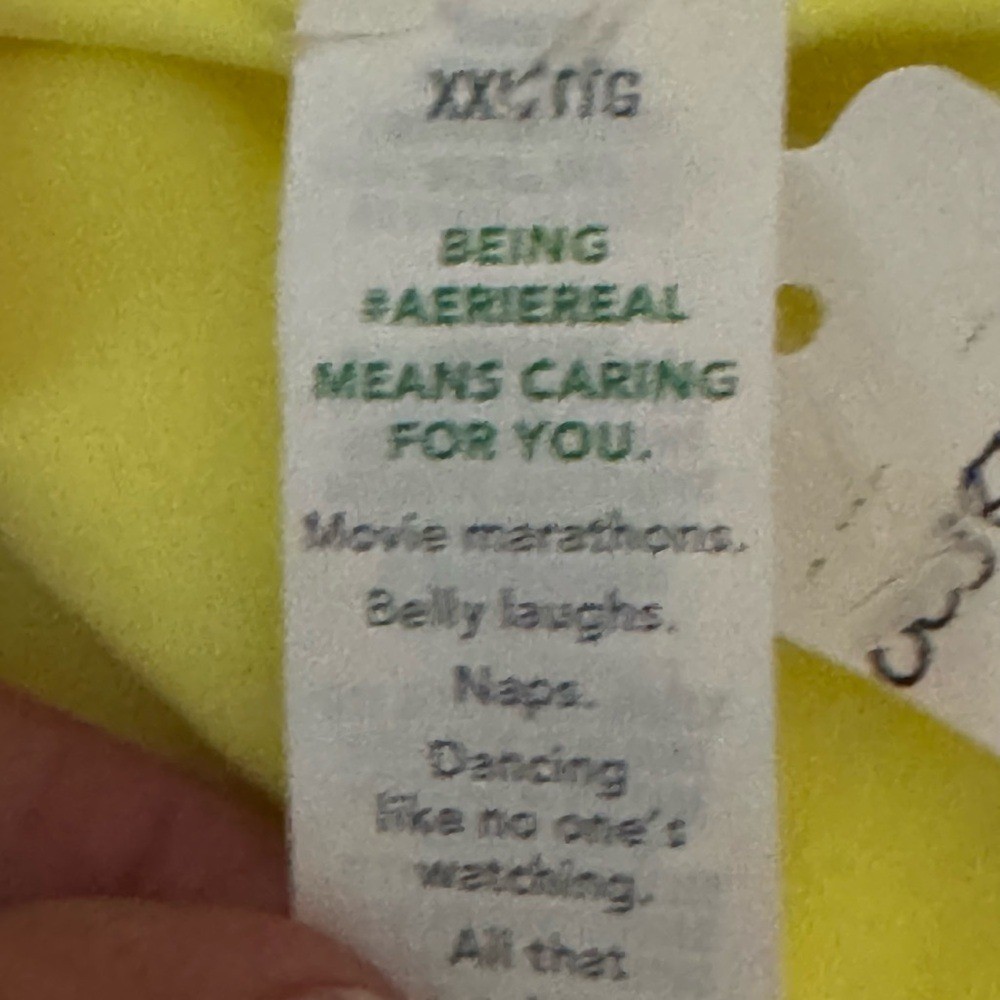 BEING
#AERIEREAL
MEANS CARING
FOR YOU.
Movie marathons.
Belly laughs.
Naps.
Dancing
like no one's
watching.
All that